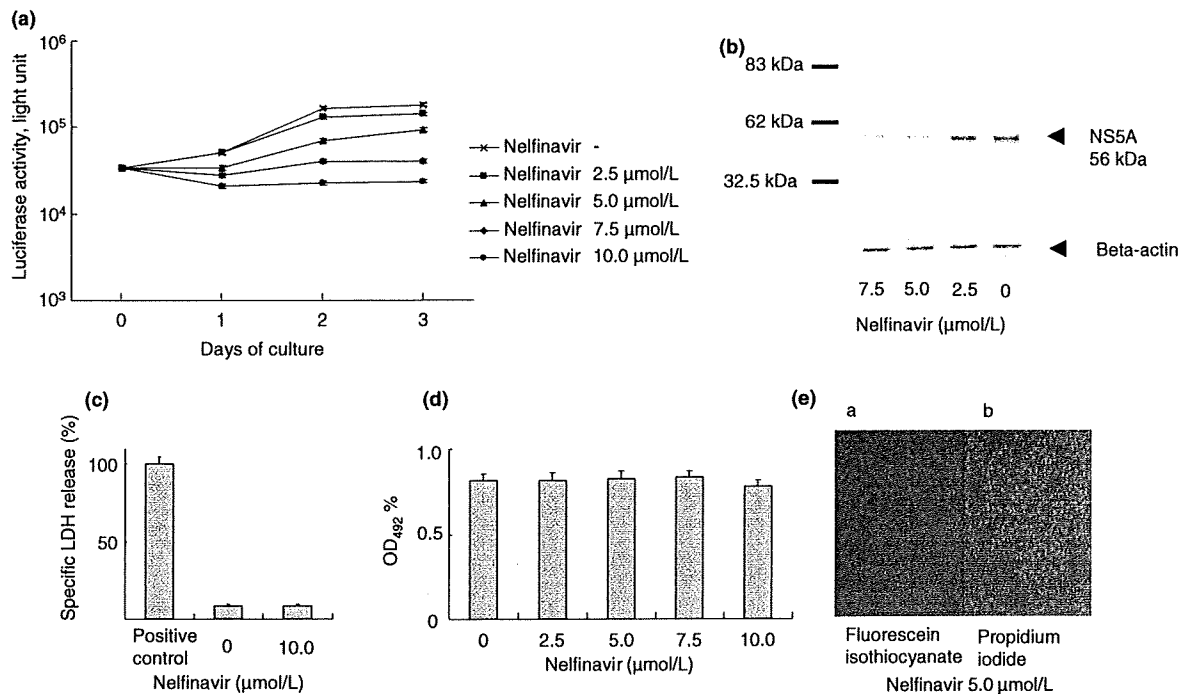 (a)
10⁶
10⁵
10⁴
10³
Luciferase activity, light unit
0 1 2 3
Days of culture
Nelfinavir -
Nelfinavir 2.5 µmol/L
Nelfinavir 5.0 µmol/L
Nelfinavir 7.5 µmol/L
Nelfinavir 10.0 µmol/L
(b)
83 kDa
62 kDa
32.5 kDa
NS5A
56 kDa
Beta-actin
7.5 5.0 2.5 0
Nelfinavir (µmol/L)
(c)
Specific LDH release (%)
100
50
Positive
control
0 10.0
Nelfinavir (µmol/L)
(d)
OD₄₉₂ %
1.0
0.5
0
0 2.5 5.0 7.5 10.0
Nelfinavir (µmol/L)
(e)
a b
Fluorescein
isothiocyanate
Propidium
iodide
Nelfinavir 5.0 µmol/L